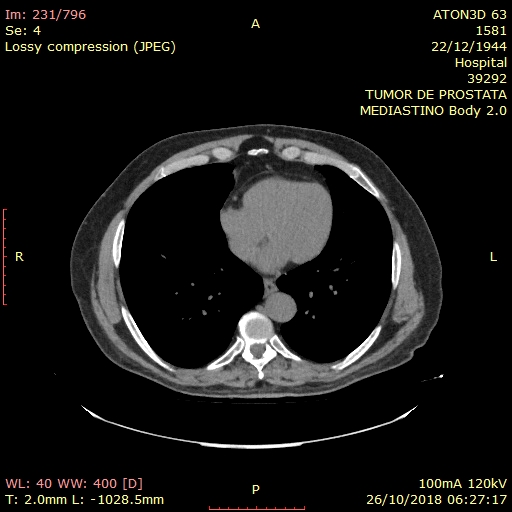 Im: 231/796
Se: 4
Lossy compression (JPEG)
A
ATON3D 63
1581
22/12/1944
Hospital
39292
TUMOR DE PROSTATA
MEDIASTINO Body 2.0
R
L
WL: 40 WW: 400 [D]
T: 2.0mm L: -1028.5mm
P
100mA 120kV
26/10/2018 06:27:17